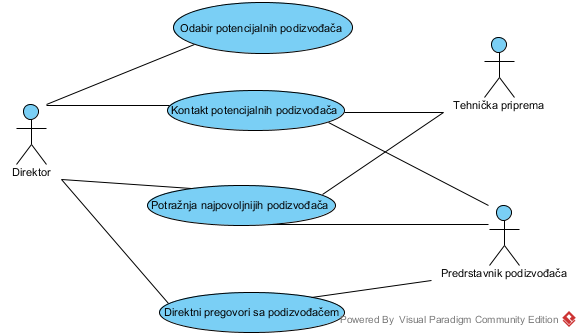 Odabir potencijalnih podizvođača
Tehnička priprema
Kontakt potencijalnih podizvođača
Direktor
Potražnja najpovoljnijih podizvođača
Predrstavnik podizvođača
Direktni pregovori sa podizvođačem
Powered By Visual Paradigm Community Edition